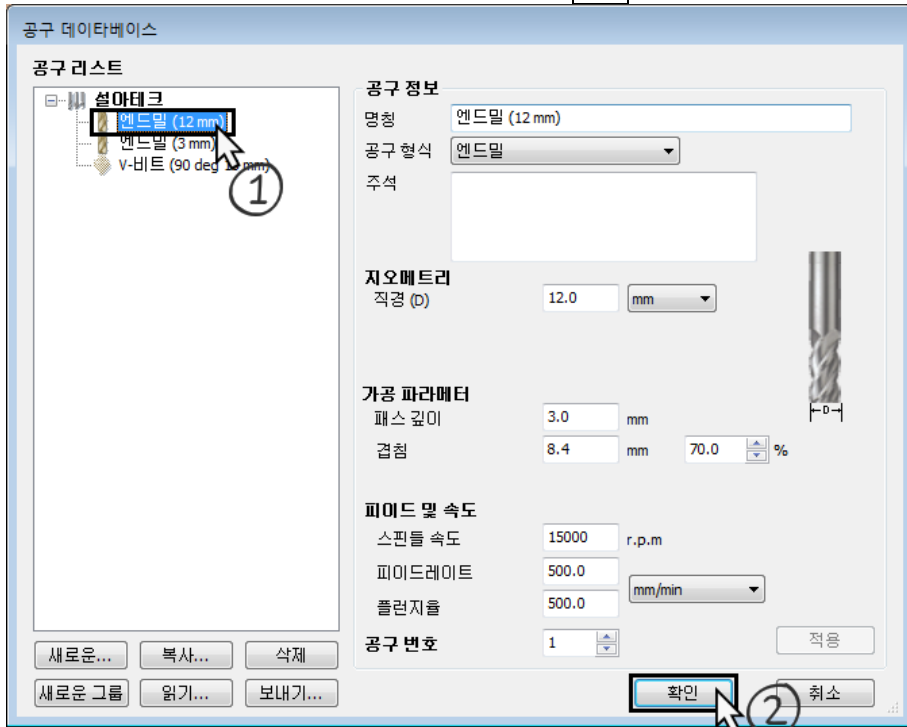 공구 데이타베이스
공구 리스트
설아테크
엔드밀 (12 mm)
엔드밀 (3 mm)
V-비트 (90 deg mm)
①
새로운...
복사...
삭제
새로운 그룹
읽기...
보내기...
공구 정보
명칭 엔드밀 (12 mm)
공구 형식 엔드밀
주석
지오메트리
직경 (D) 12.0 mm
D
가공 파라메터
패스 깊이 3.0 mm
겹침 8.4 mm 70.0 %
피이드 및 속도
스핀들 속도 15000 r.p.m
피이드레이트 500.0
mm/min
플런지율 500.0
공구 번호 1
적용
확인 ② 취소